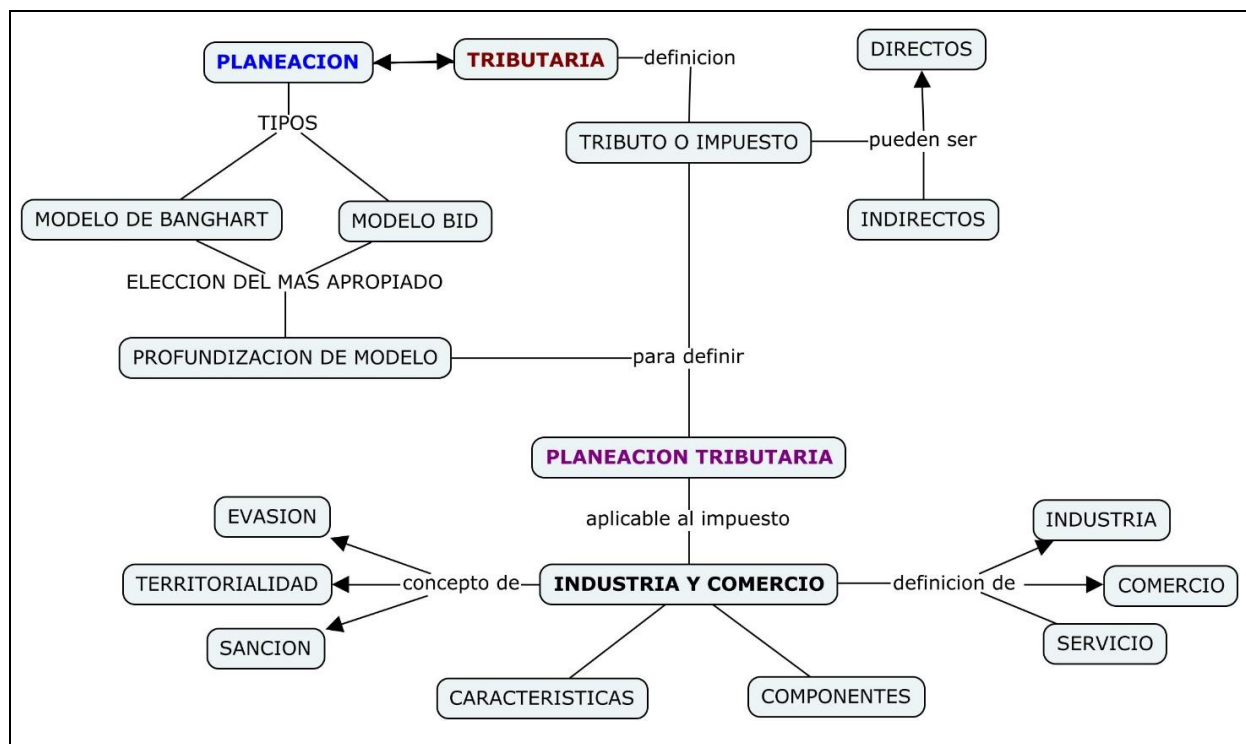 PLANEACION
TRIBUTARIA
definicion
DIRECTOS
TIPOS
TRIBUTO O IMPUESTO
pueden ser
MODELO DE BANGHART
MODELO BID
INDIRECTOS
ELECCION DEL MAS APROPIADO
PROFUNDIZACION DE MODELO
para definir
PLANEACION TRIBUTARIA
EVASION
aplicable al impuesto
INDUSTRIA
TERRITORIALIDAD
concepto de
INDUSTRIA Y COMERCIO
definicion de
COMERCIO
SANCION
SERVICIO
CARACTERISTICAS
COMPONENTES